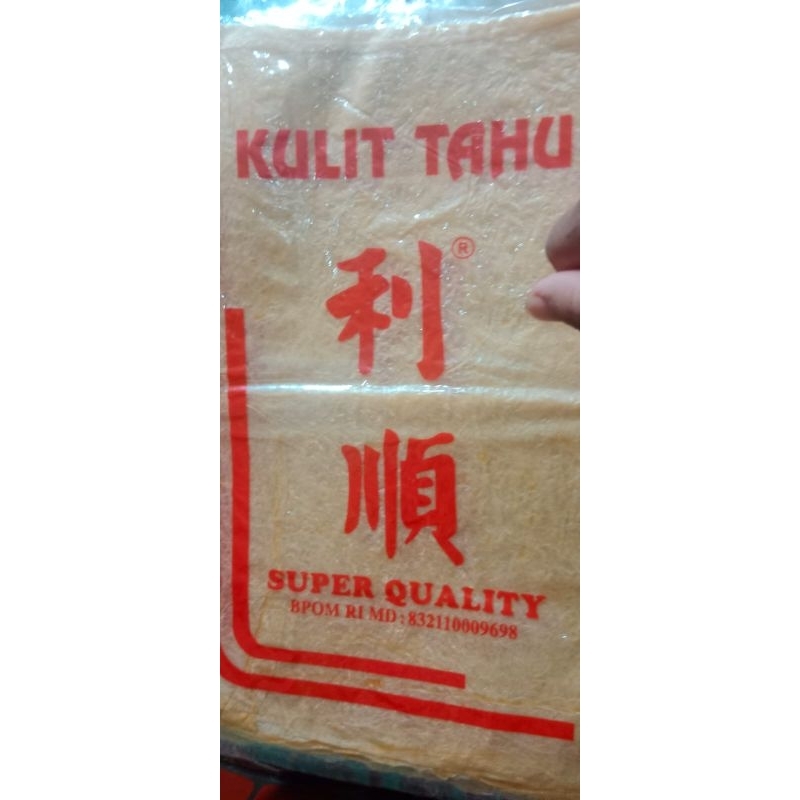 KULIT TAHU
利®
順
SUPER QUALITY
BPOM RI MD : 832110009698